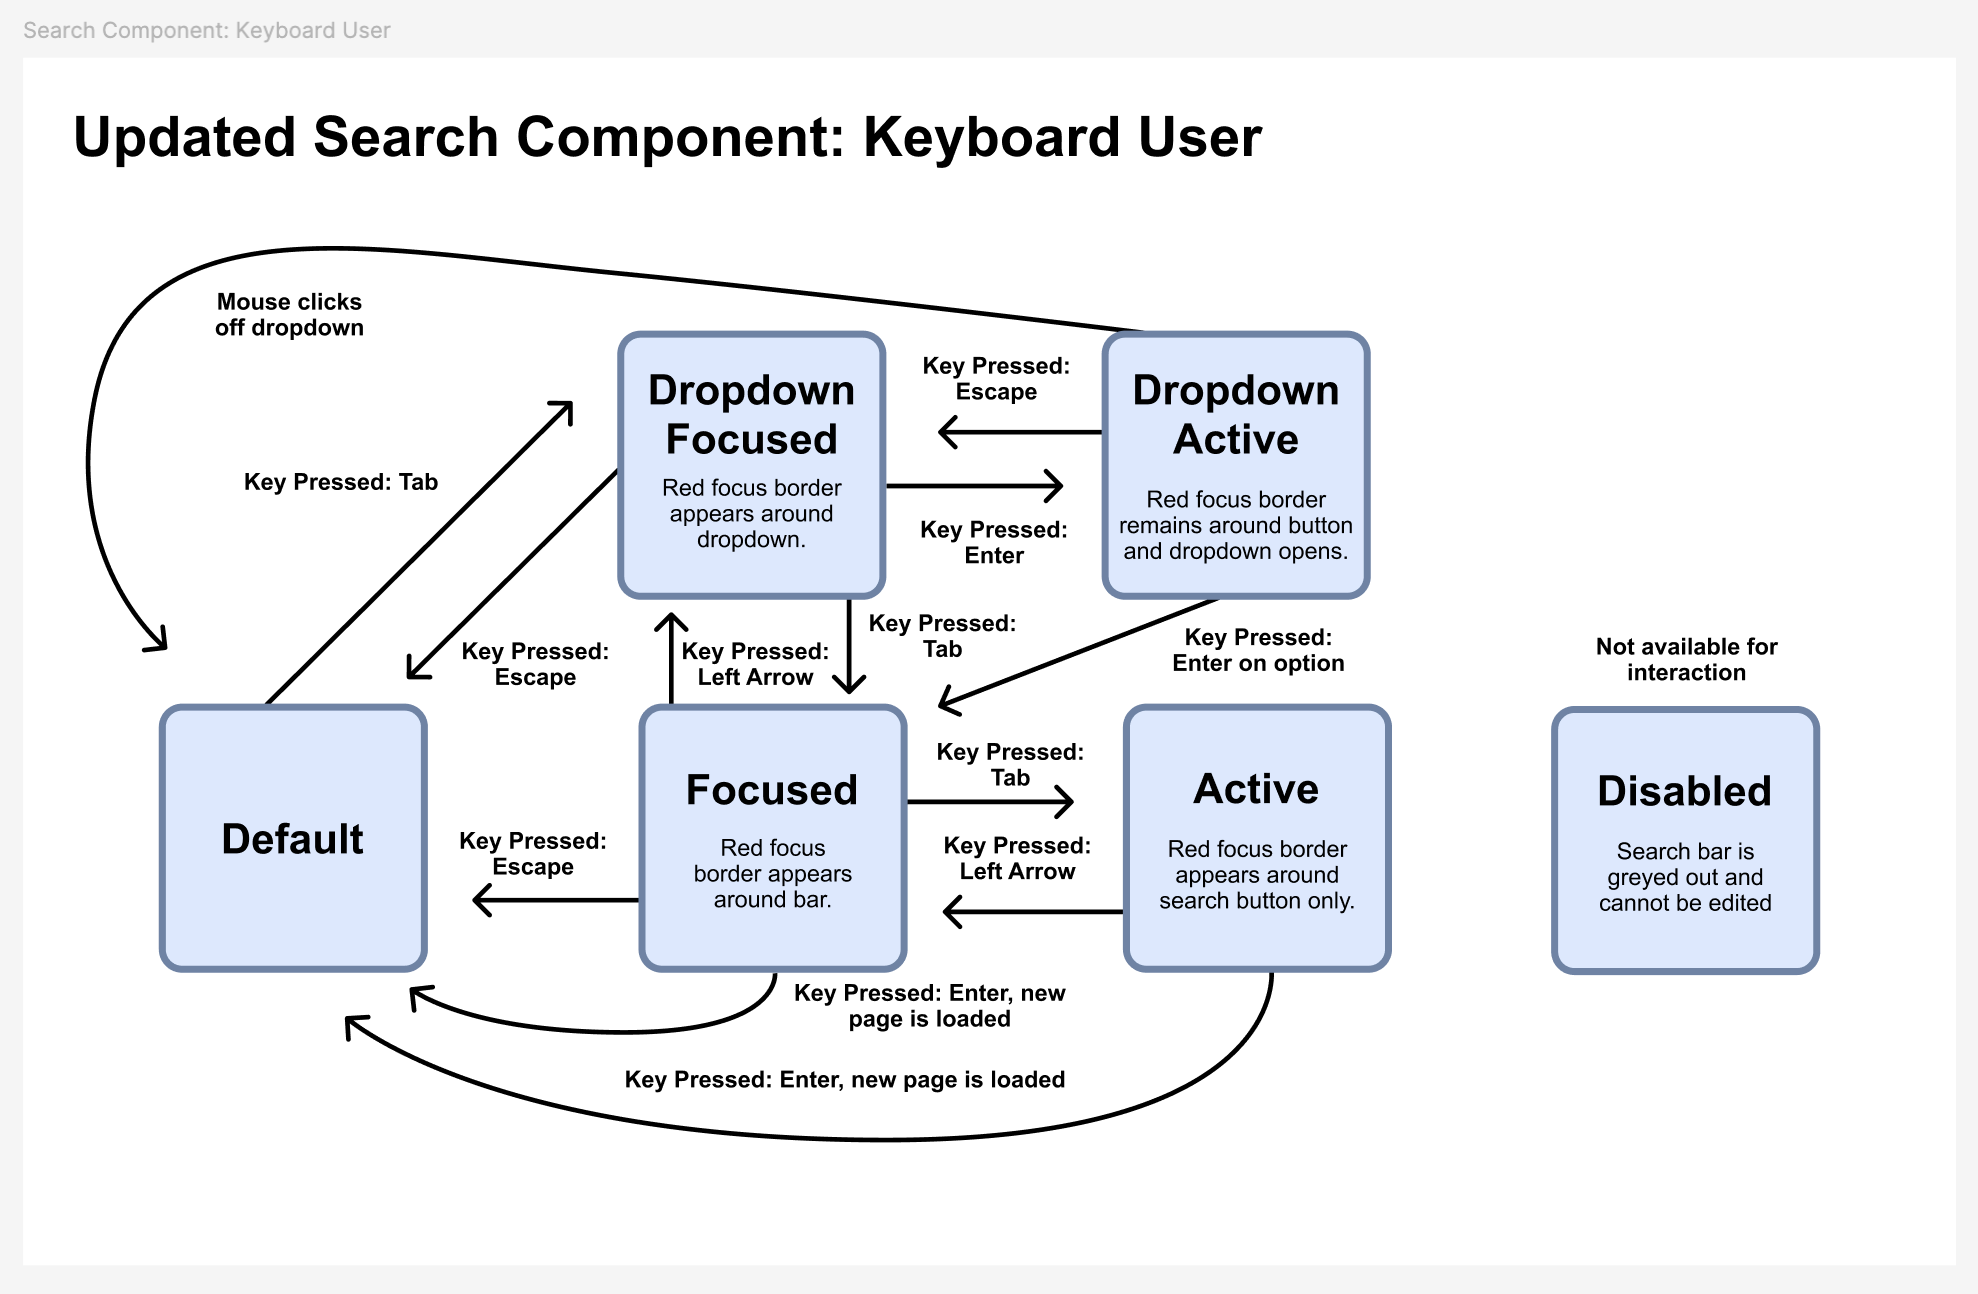 Search Component: Keyboard User
Updated Search Component: Keyboard User
Mouse clicks
off dropdown
Key Pressed: Tab
Dropdown
Focused
Red focus border
appears around
dropdown.
Key Pressed:
Escape
Key Pressed:
Enter
Dropdown
Active
Red focus border
remains around button
and dropdown opens.
Key Pressed:
Escape
Key Pressed:
Left Arrow
Key Pressed:
Tab
Key Pressed:
Enter on option
Not available for
interaction
Default
Key Pressed:
Escape
Focused
Red focus
border appears
around bar.
Key Pressed:
Tab
Key Pressed:
Left Arrow
Active
Red focus border
appears around
search button only.
Disabled
Search bar is
greyed out and
cannot be edited
Key Pressed: Enter, new
page is loaded
Key Pressed: Enter, new page is loaded